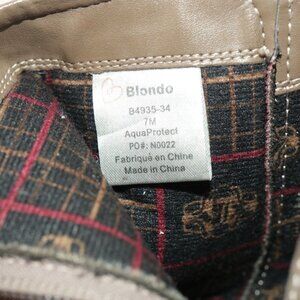 Blondo
B4935-34
7M
AquaProtect
PO#: N0022
Fabriqué en Chine
Made in China